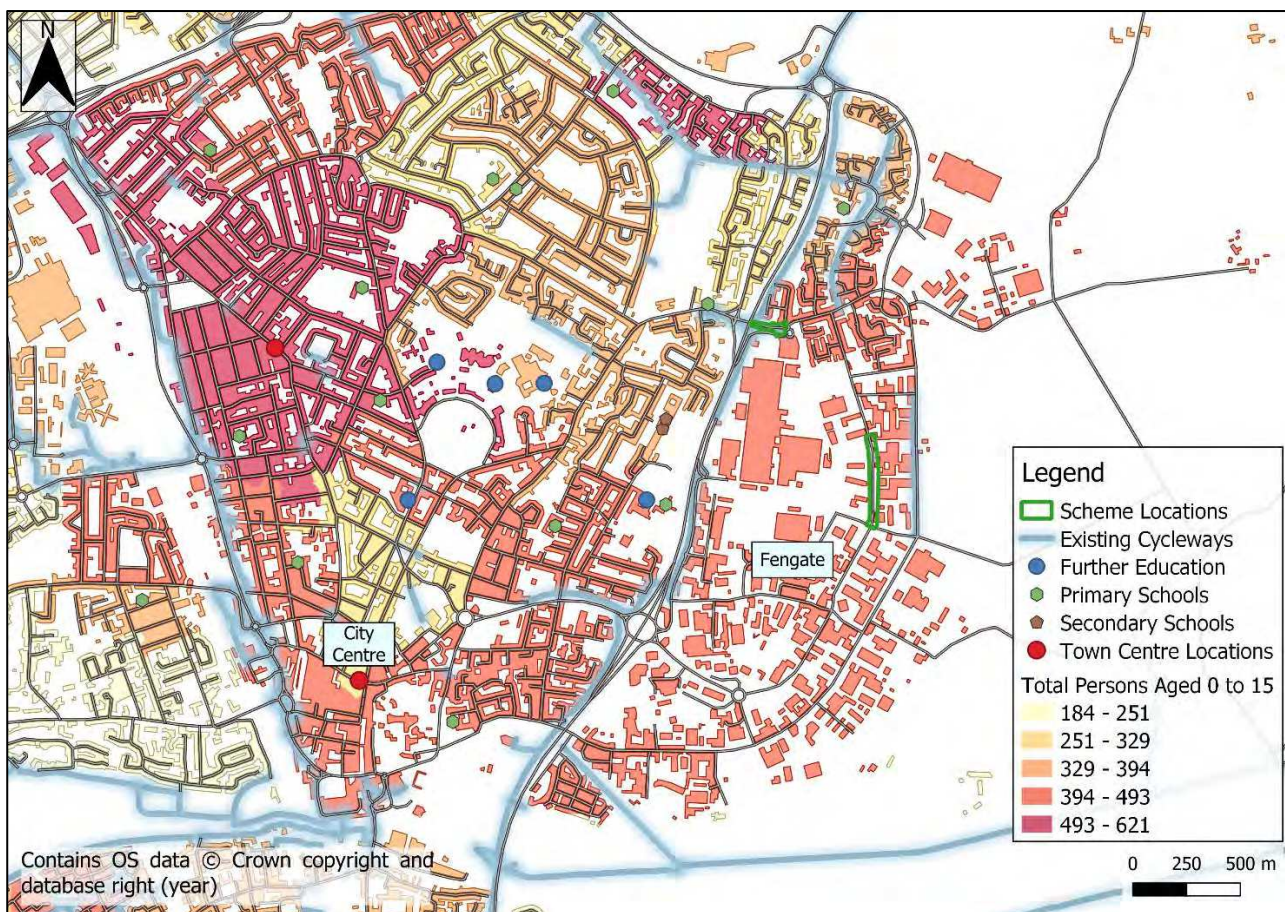 N
City
Centre
Fengate
Legend
Scheme Locations
Existing Cycleways
Further Education
Primary Schools
Secondary Schools
Town Centre Locations
Total Persons Aged 0 to 15
184 - 251
251 - 329
329 - 394
394 - 493
493 - 621
0 250 500 m
Contains OS data © Crown copyright and
database right (year)